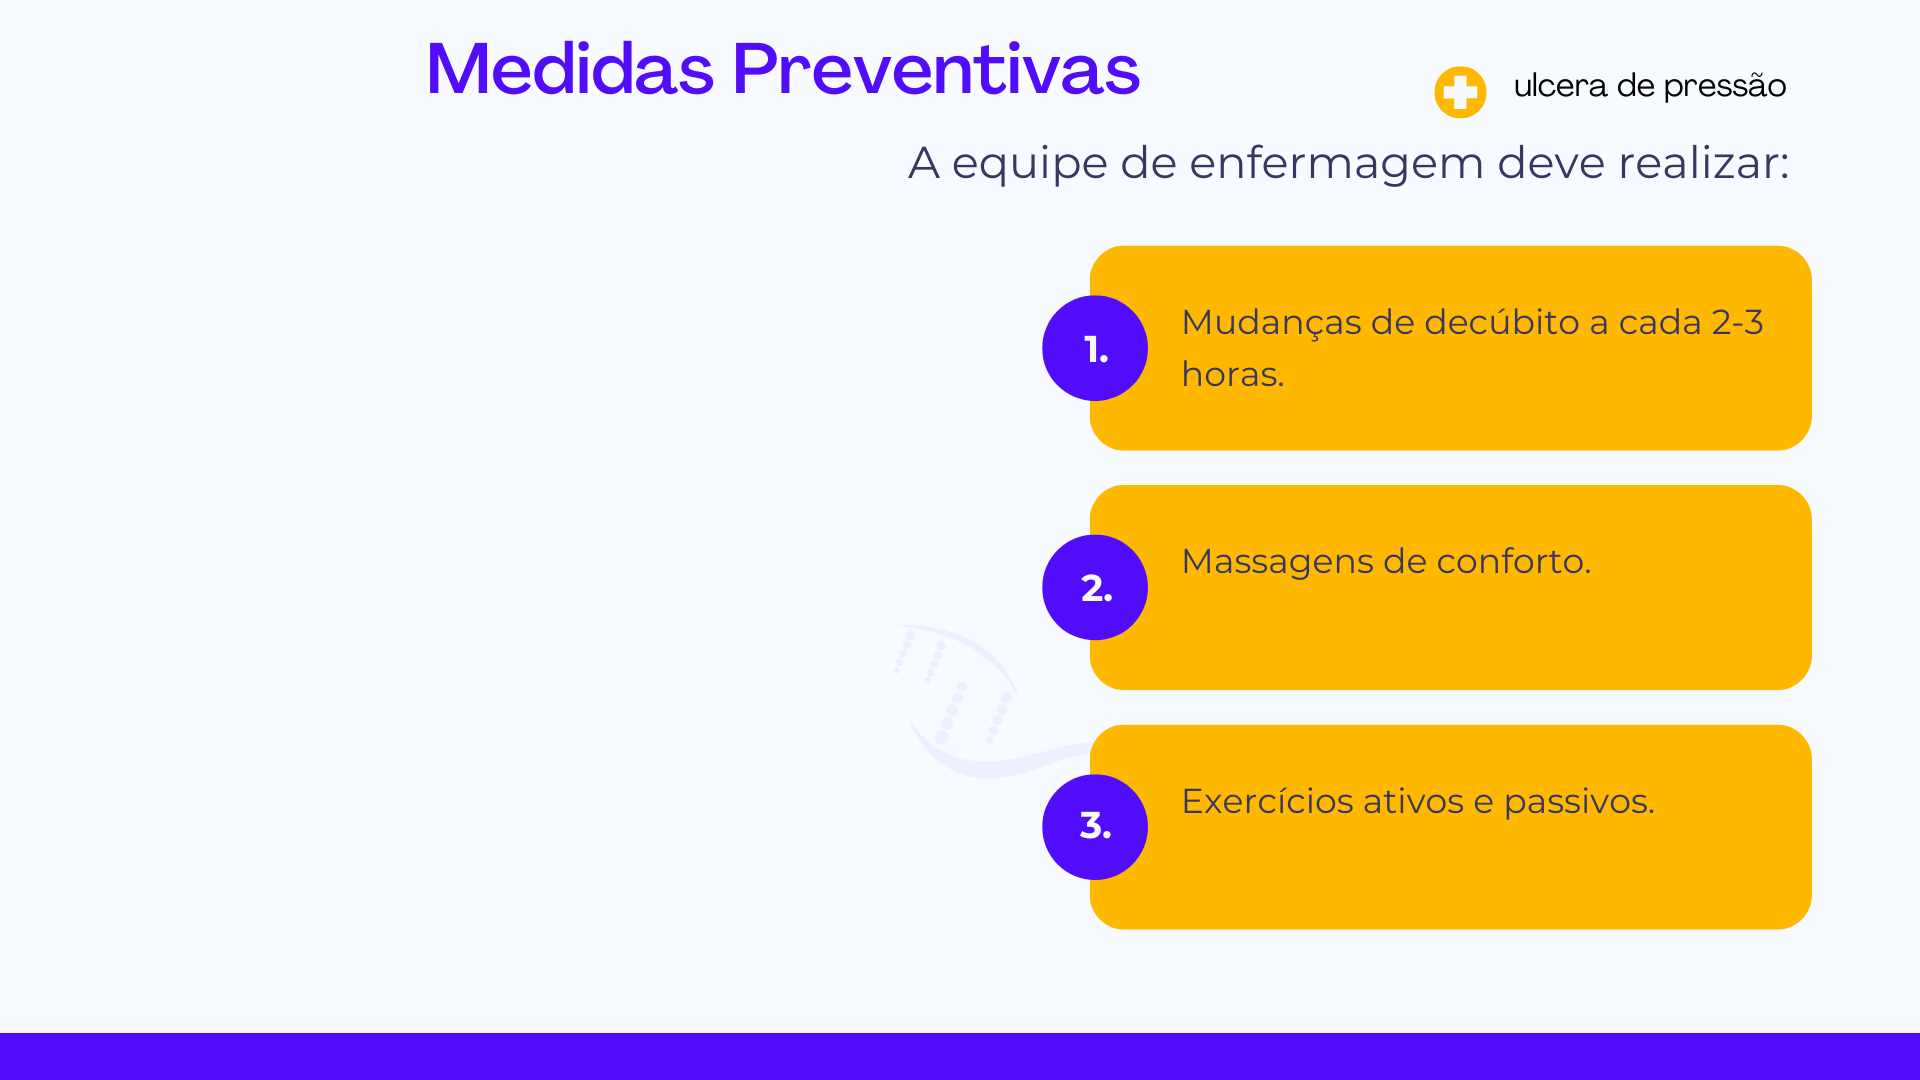 Medidas Preventivas
ulcera de pressão
A equipe de enfermagem deve realizar:
1.
Mudanças de decúbito a cada 2-3
horas.
2.
Massagens de conforto.
3.
Exercícios ativos e passivos.